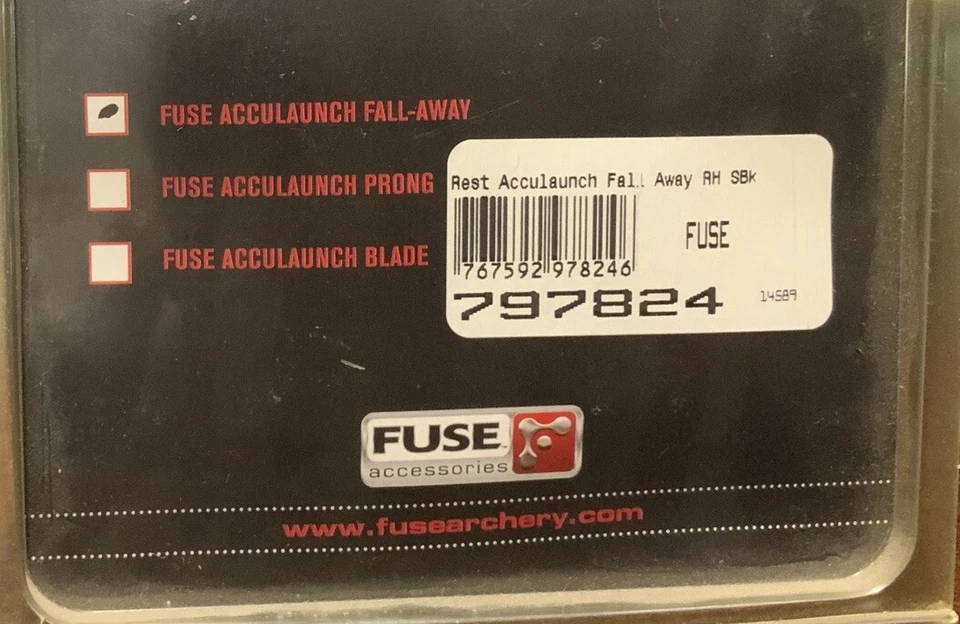 FUSE ACCULAUNCH FALL-AWAY
FUSE ACCULAUNCH PRONG
FUSE ACCULAUNCH BLADE
Rest Acculaunch Fall Away RH SBk
767592 978246
FUSE
797824
14589
FUSE™
accessories
www.fusearchery.com